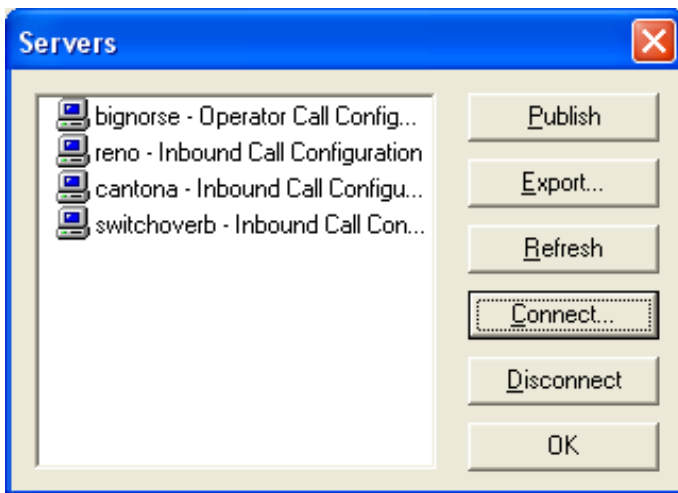 Servers
bignorse - Operator Call Config...
reno - Inbound Call Configuration
cantona - Inbound Call Configu...
switchoverb - Inbound Call Con...
Publish
Export...
Refresh
Connect...
Disconnect
OK